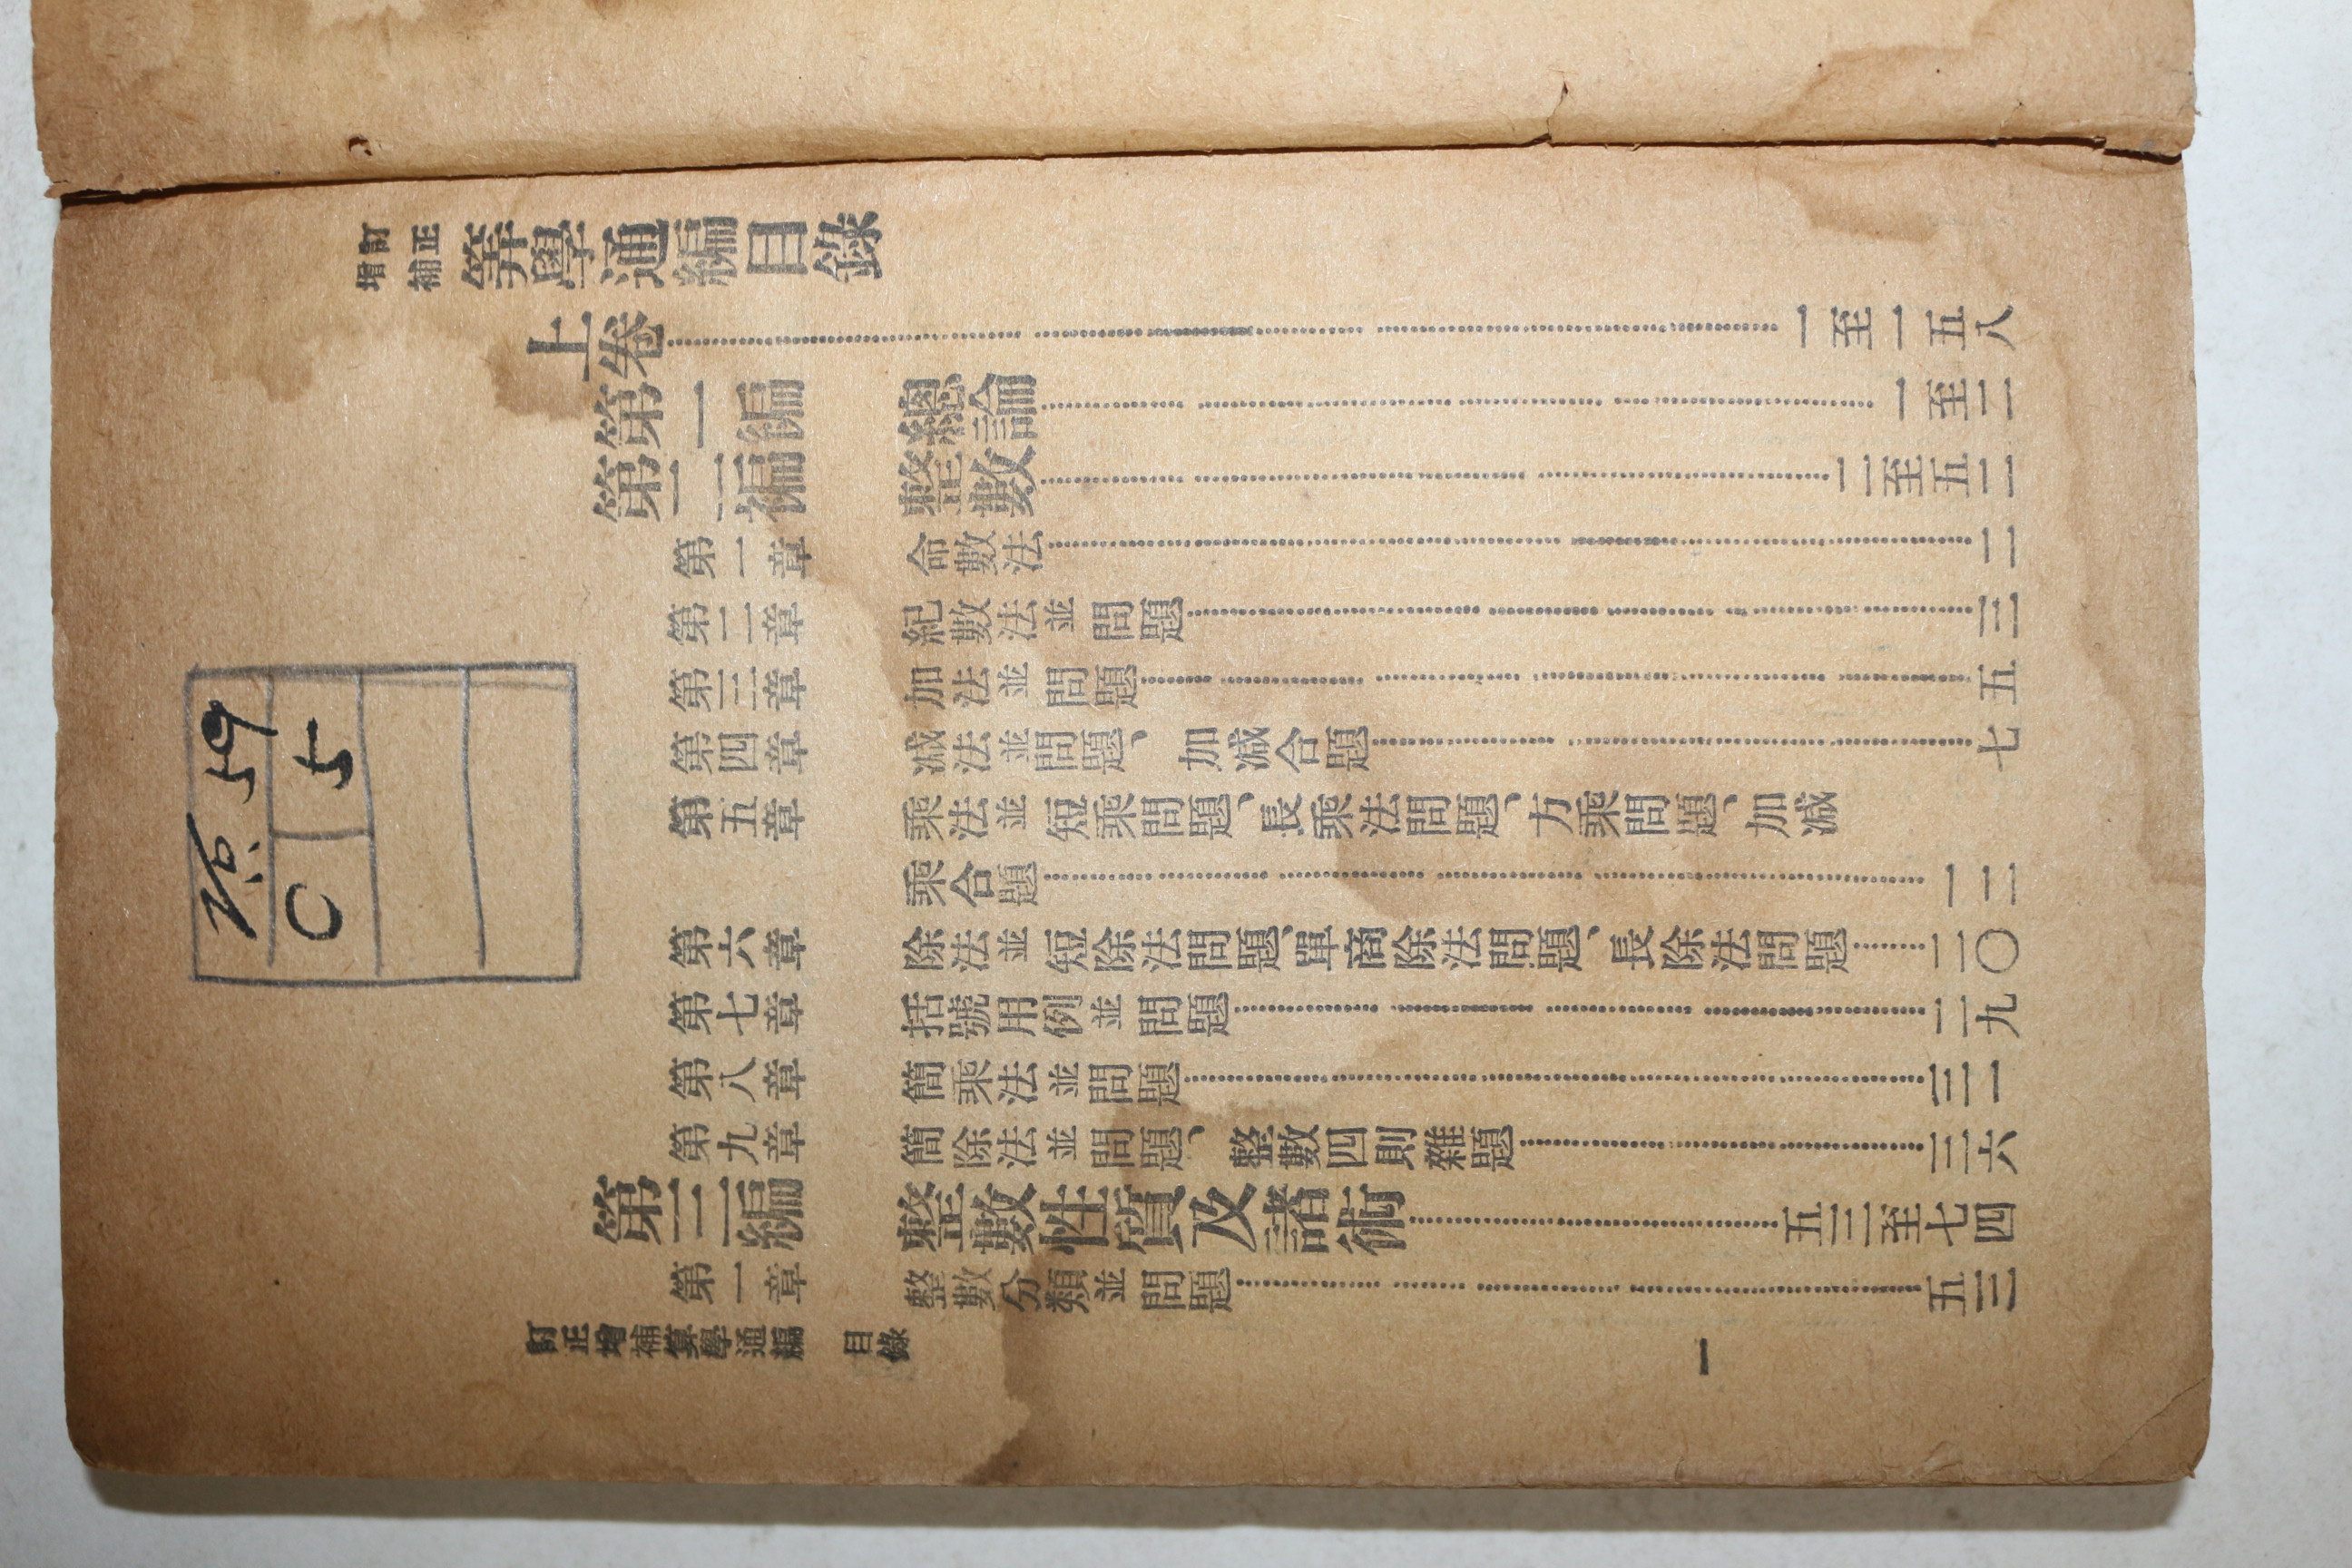 訂正增補筭學通編目錄
上卷……一至一五八
第一編 總論……一至二
第二編 整數……二至五二
第一章 命數法……二
第二章 紀數法並問題……三
第三章 加法並問題……五
第四章 減法並問題、加減合題……七
第五章 乘法並短乘問題、長乘法問題、方乘問題、加減
乘合題……一二
第六章 除法並短除法問題、單商除法問題、長除法問題……二〇
第七章 括號用例並問題……二九
第八章 簡乘法並問題……三一
第九章 簡除法並問題、整數四則雜題……三六
第三編 整數性質及諸術……五三至七四
第一章 整數分類並問題……五三
訂正增補算學通編 目錄 一
No. 59
0 5